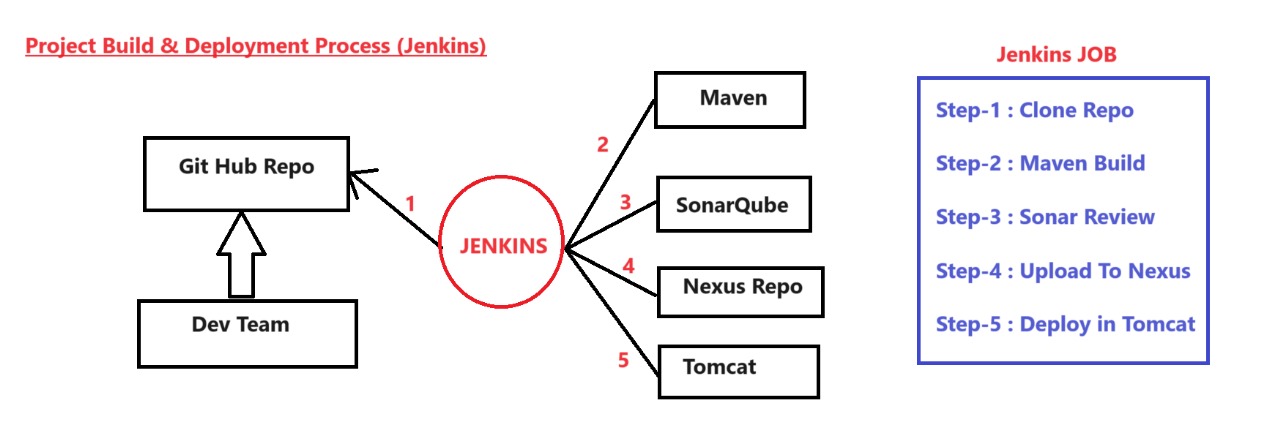 Project Build & Deployment Process (Jenkins)
Git Hub Repo
Dev Team
1
JENKINS
2
3
4
5
Maven
SonarQube
Nexus Repo
Tomcat
Jenkins JOB
Step-1 : Clone Repo
Step-2 : Maven Build
Step-3 : Sonar Review
Step-4 : Upload To Nexus
Step-5 : Deploy in Tomcat